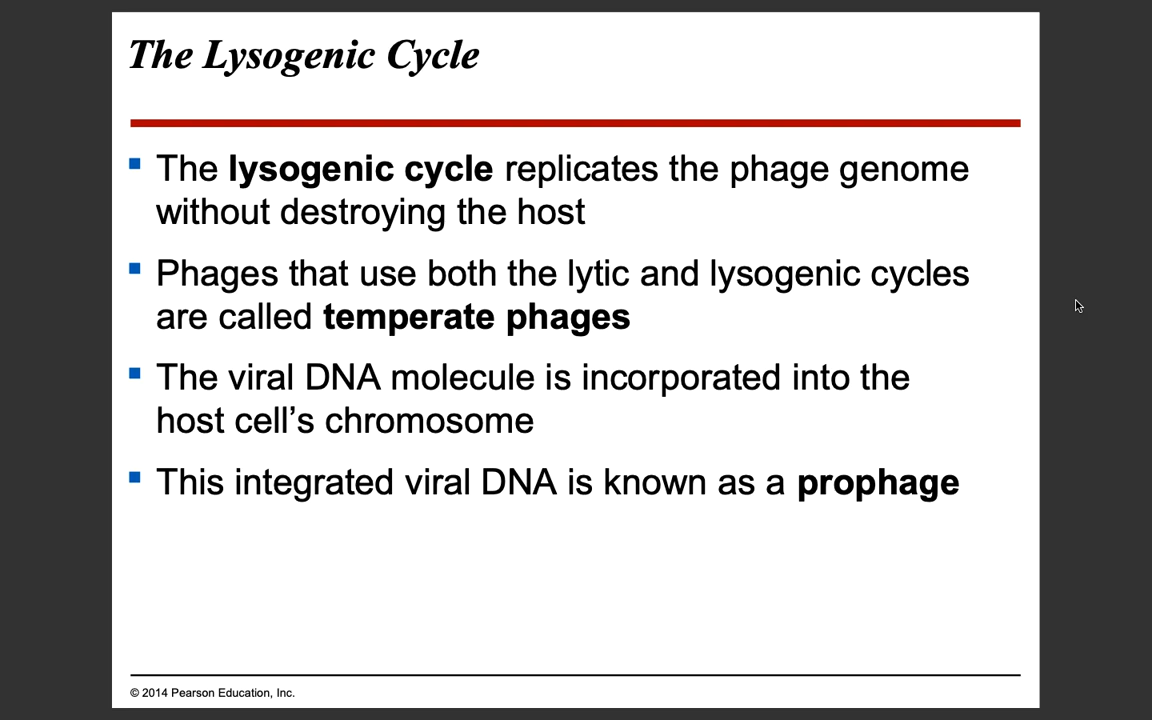 The Lysogenic Cycle
The lysogenic cycle replicates the phage genome
without destroying the host
Phages that use both the lytic and lysogenic cycles
are called temperate phages
The viral DNA molecule is incorporated into the
host cell’s chromosome
This integrated viral DNA is known as a prophage
© 2014 Pearson Education, Inc.